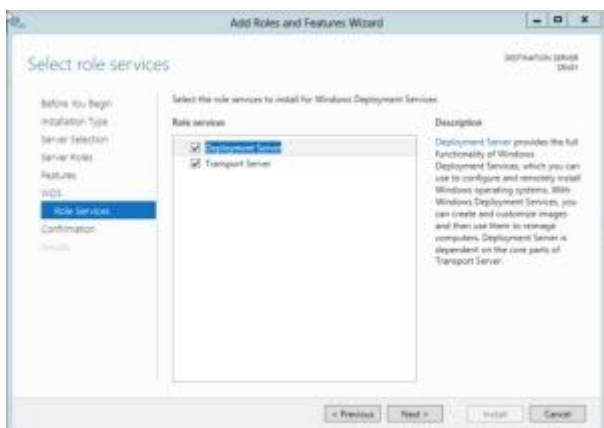 Add Roles and Features Wizard
Select role services
DESTINATION SERVER
Before You Begin
Installation Type
Server Selection
Server Roles
Features
WDS
Role Services
Confirmation
Results
Select the role services to install for Windows Deployment Services
Role services
Deployment Server
Transport Server
Description
Deployment Server provides the full
functionality of Windows
Deployment Services, which you can
use to configure and remotely install
Windows operating systems. With
Windows Deployment Services, you
can create and customize images
and then use them to reimage
computers. Deployment Server is
dependent on the core parts of
Transport Server.
< Previous
Next >
Install
Cancel